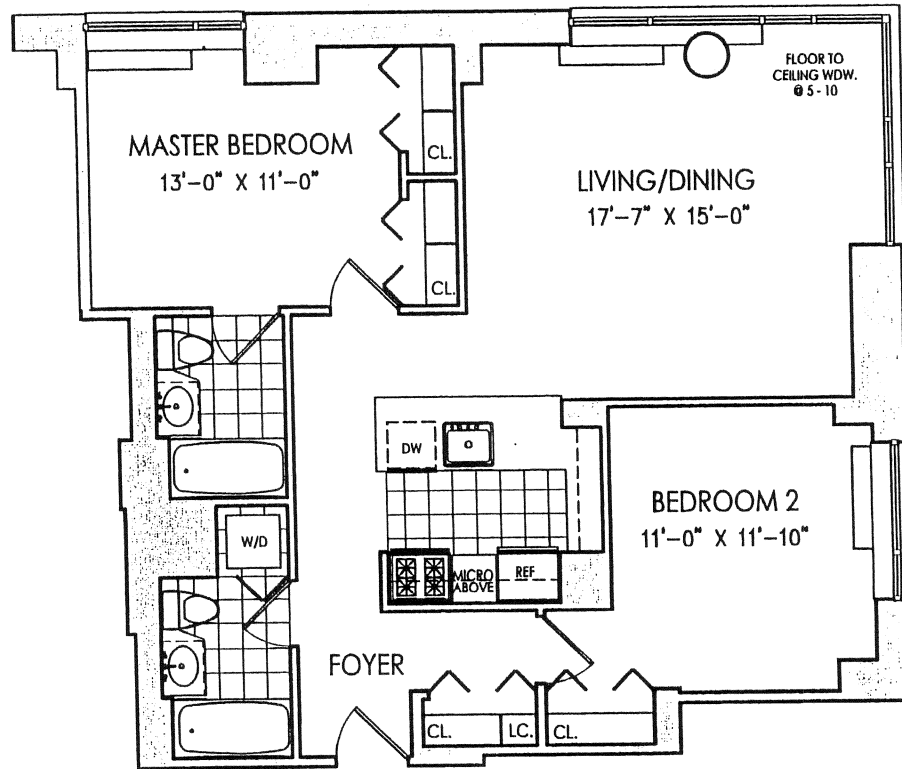 FLOOR TO
CEILING WDW.
@ 5 - 10
MASTER BEDROOM
13'-0" X 11'-0"
CL.
LIVING/DINING
17'-7" X 15'-0"
CL.
DW
BEDROOM 2
11'-0" X 11'-10"
W/D
MICRO
ABOVE
REF
FOYER
CL.
LC.
CL.